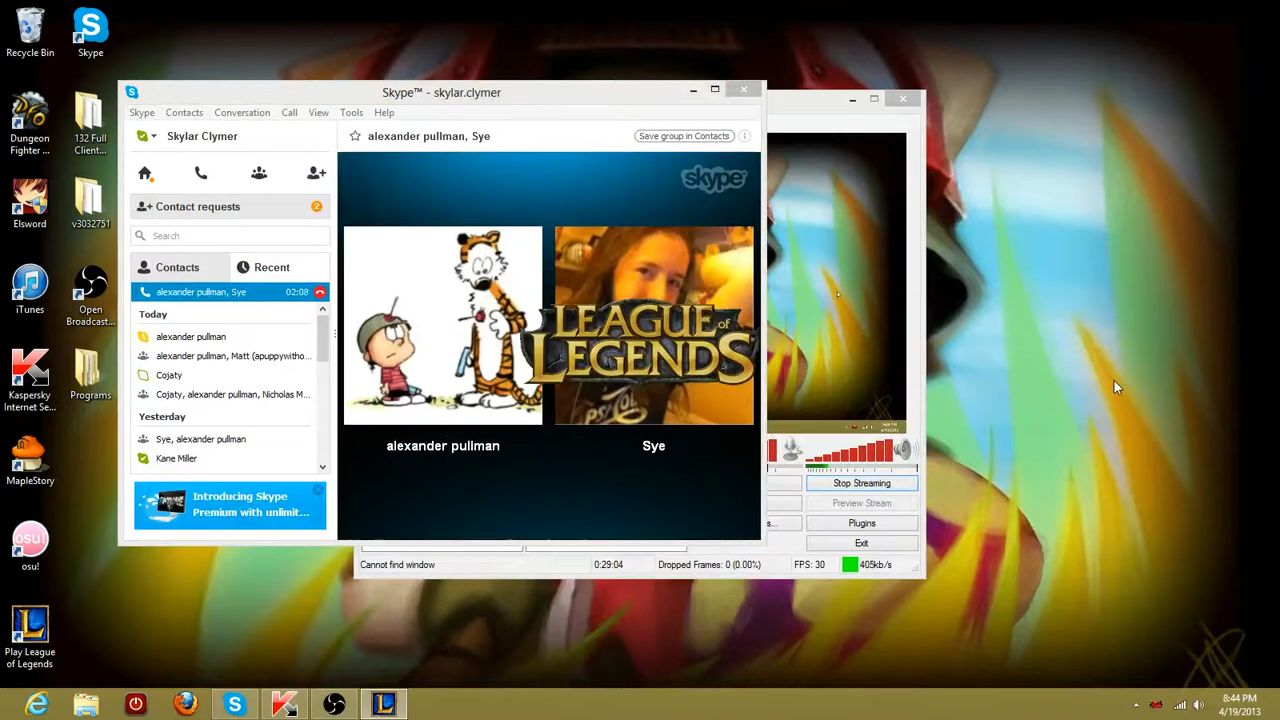 Recycle Bin
Skype
Dungeon
Fighter ...
132 Full
Client...
Elsword
v3032751
iTunes
Open
Broadcast...
Kaspersky
Internet Se...
Programs
MapleStory
osu!
osu!
Play League
of Legends
Skype™ - skylar.clymer
Skype
Contacts
Conversation
Call
View
Tools
Help
Skylar Clymer
Contact requests
2
Search
Contacts
Recent
alexander pullman, Sye
02:08
Today
alexander pullman
alexander pullman, Matt (apuppywitho...
Cojaty
Cojaty, alexander pullman, Nicholas M...
Yesterday
Sye, alexander pullman
Kane Miller
Introducing Skype
Premium with unlimit...
alexander pullman, Sye
Save group in Contacts
skype
LEAGUE of
LEGENDS
alexander pullman
Sye
Stop Streaming
Preview Stream
s...
Plugins
Exit
Cannot find window
0:29:04
Dropped Frames: 0 (0.00%)
FPS: 30
405kb/s
8:44 PM
4/19/2013